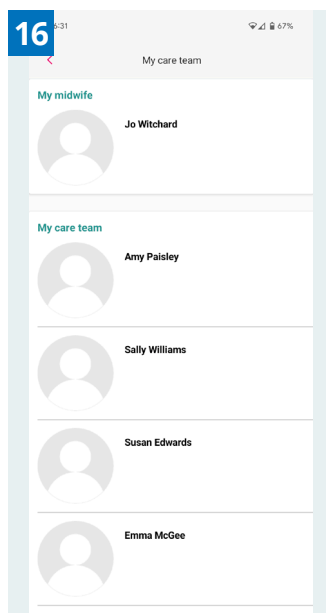 16
:31
67%
My care team
My midwife
Jo Witchard
My care team
Amy Paisley
Sally Williams
Susan Edwards
Emma McGee